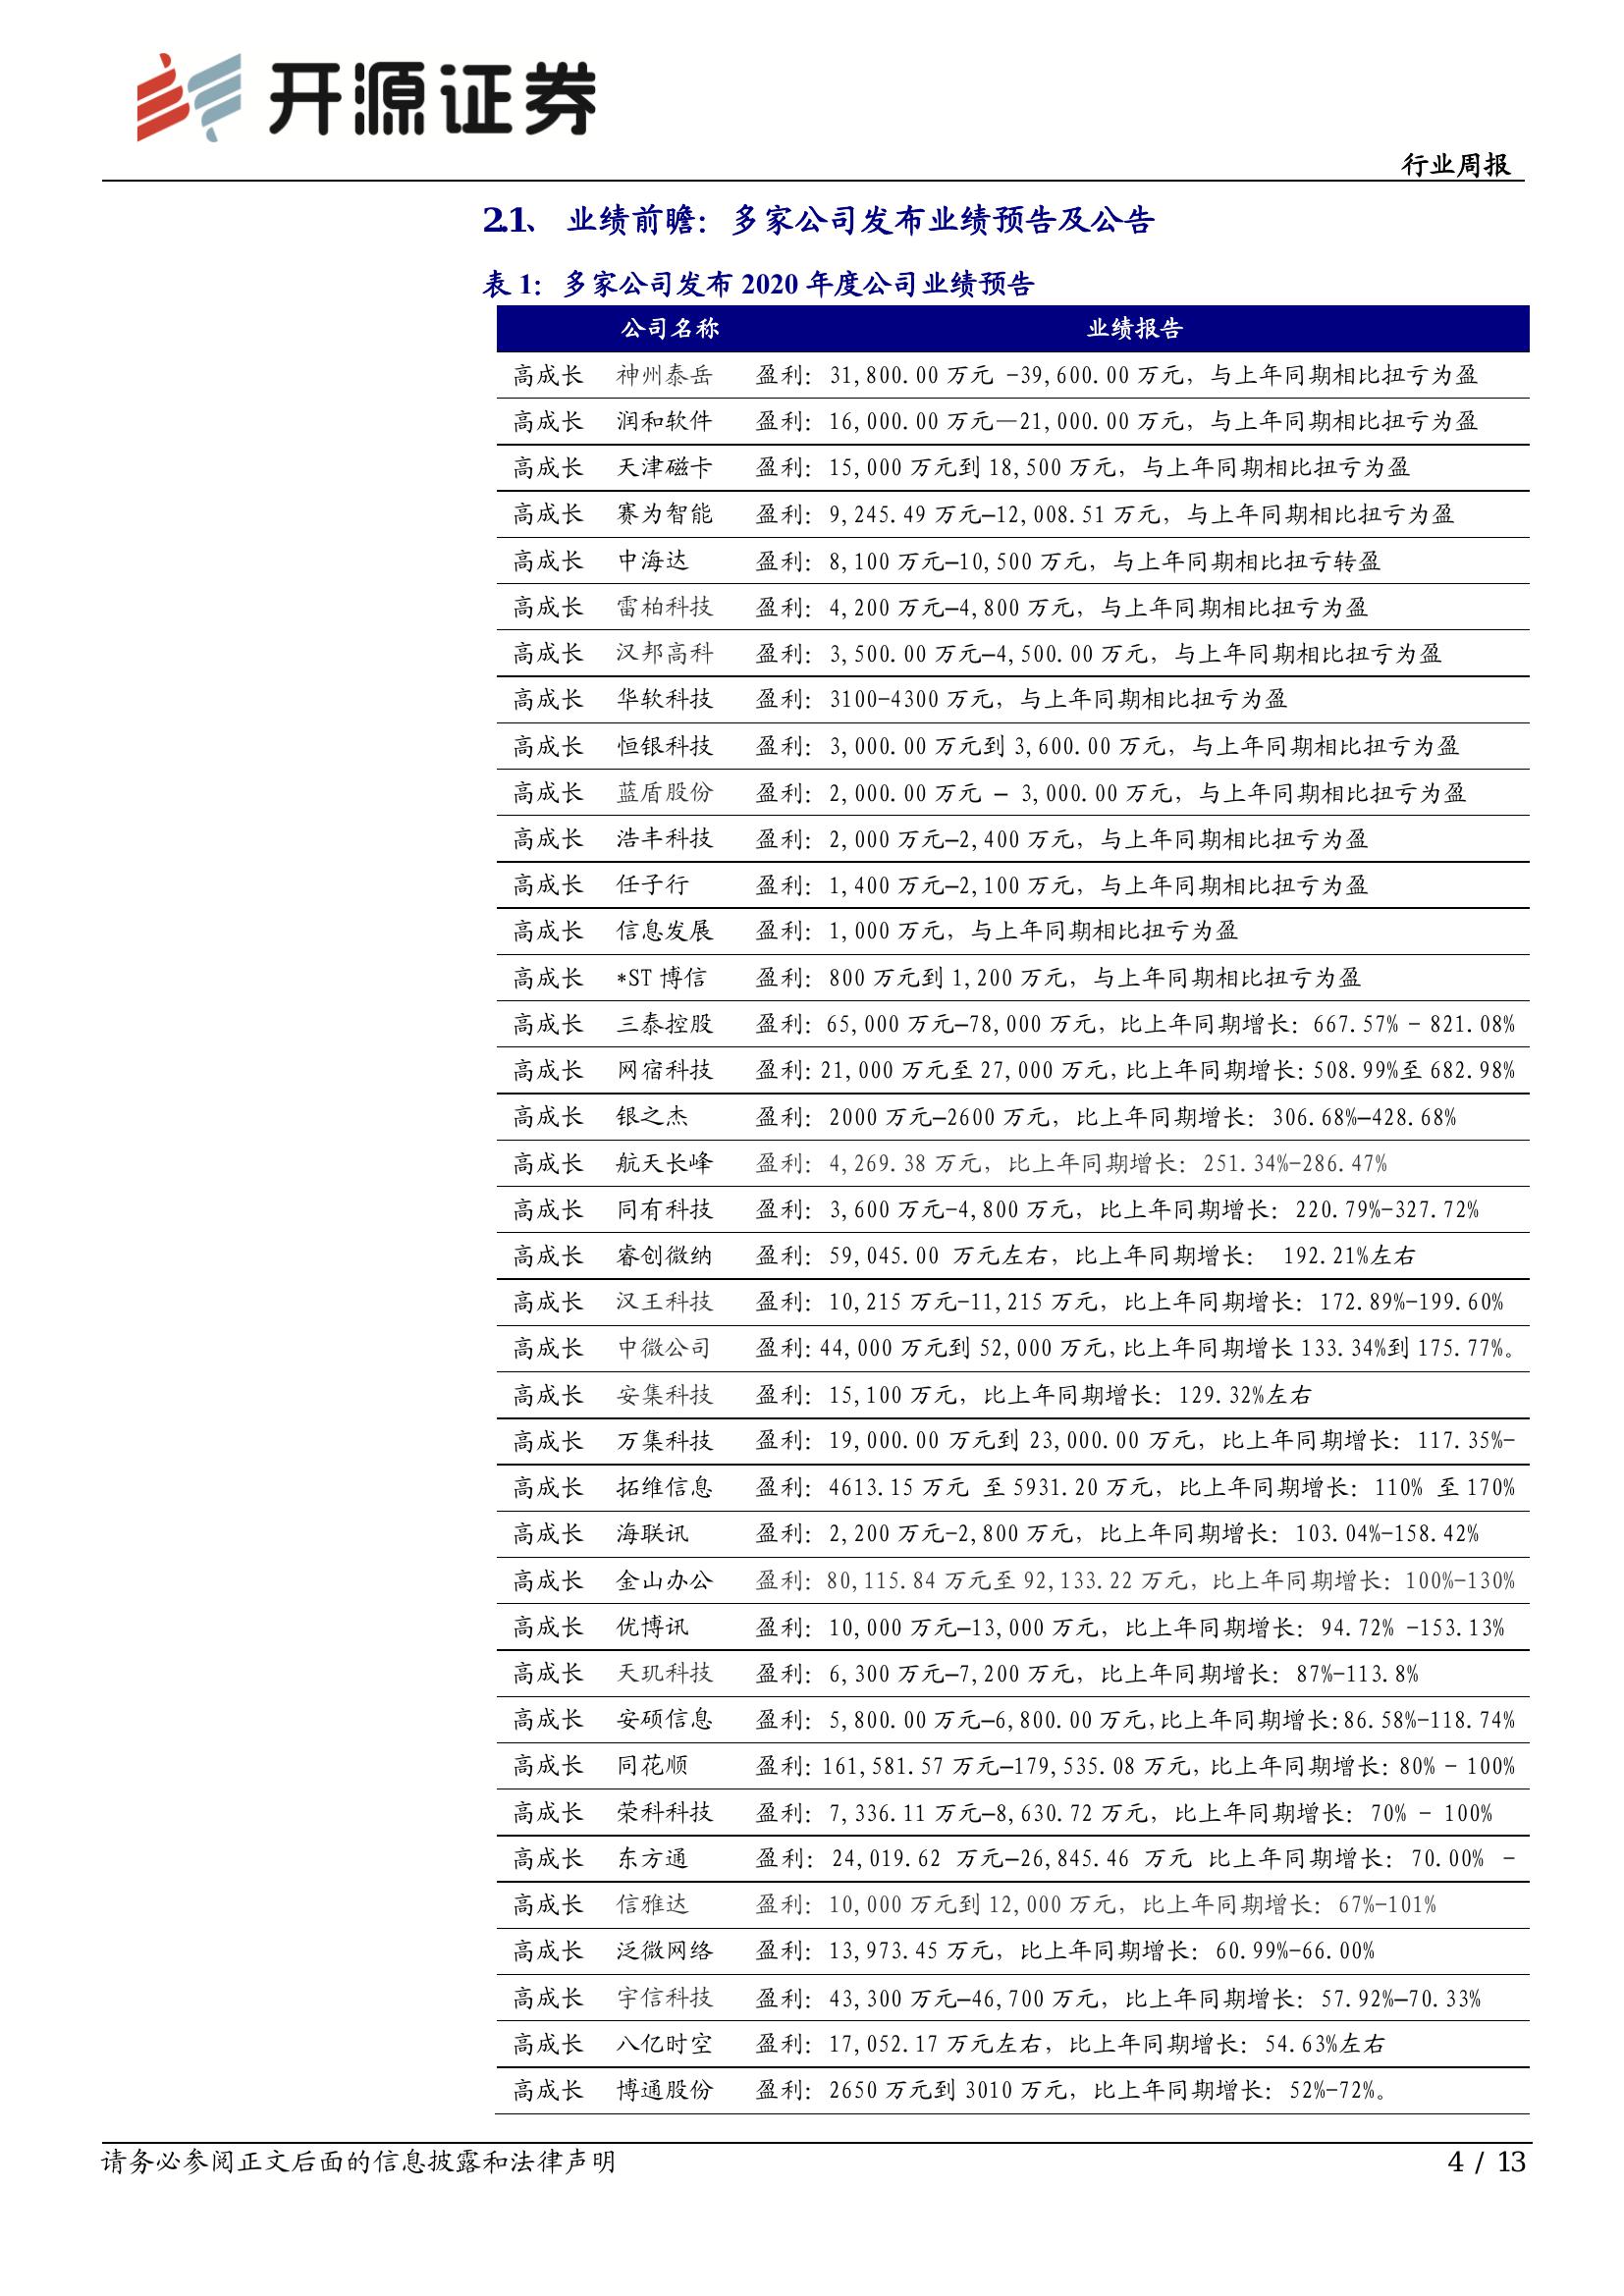 开源证券
行业周报
2.1、 业绩前瞻：多家公司发布业绩预告及公告
表 1：多家公司发布 2020 年度公司业绩预告
公司名称 业绩报告
高成长 神州泰岳 盈利：31,800.00 万元 -39,600.00 万元，与上年同期相比扭亏为盈
高成长 润和软件 盈利：16,000.00 万元—21,000.00 万元，与上年同期相比扭亏为盈
高成长 天津磁卡 盈利：15,000 万元到 18,500 万元，与上年同期相比扭亏为盈
高成长 赛为智能 盈利：9,245.49 万元–12,008.51 万元，与上年同期相比扭亏为盈
高成长 中海达 盈利：8,100 万元–10,500 万元，与上年同期相比扭亏转盈
高成长 雷柏科技 盈利：4,200 万元–4,800 万元，与上年同期相比扭亏为盈
高成长 汉邦高科 盈利：3,500.00 万元–4,500.00 万元，与上年同期相比扭亏为盈
高成长 华软科技 盈利：3100-4300 万元，与上年同期相比扭亏为盈
高成长 恒银科技 盈利：3,000.00 万元到 3,600.00 万元，与上年同期相比扭亏为盈
高成长 蓝盾股份 盈利：2,000.00 万元 – 3,000.00 万元，与上年同期相比扭亏为盈
高成长 浩丰科技 盈利：2,000 万元–2,400 万元，与上年同期相比扭亏为盈
高成长 任子行 盈利：1,400 万元–2,100 万元，与上年同期相比扭亏为盈
高成长 信息发展 盈利：1,000 万元，与上年同期相比扭亏为盈
高成长 *ST 博信 盈利：800 万元到 1,200 万元，与上年同期相比扭亏为盈
高成长 三泰控股 盈利：65,000 万元–78,000 万元，比上年同期增长：667.57% - 821.08%
高成长 网宿科技 盈利：21,000 万元至 27,000 万元，比上年同期增长：508.99%至 682.98%
高成长 银之杰 盈利：2000 万元–2600 万元，比上年同期增长：306.68%–428.68%
高成长 航天长峰 盈利：4,269.38 万元，比上年同期增长：251.34%-286.47%
高成长 同有科技 盈利：3,600 万元-4,800 万元，比上年同期增长：220.79%-327.72%
高成长 睿创微纳 盈利：59,045.00 万元左右，比上年同期增长： 192.21%左右
高成长 汉王科技 盈利：10,215 万元-11,215 万元，比上年同期增长：172.89%-199.60%
高成长 中微公司 盈利：44,000 万元到 52,000 万元，比上年同期增长 133.34%到 175.77%。
高成长 安集科技 盈利：15,100 万元，比上年同期增长：129.32%左右
高成长 万集科技 盈利：19,000.00 万元到 23,000.00 万元，比上年同期增长：117.35%-
高成长 拓维信息 盈利：4613.15 万元 至 5931.20 万元，比上年同期增长：110% 至 170%
高成长 海联讯 盈利：2,200 万元-2,800 万元，比上年同期增长：103.04%-158.42%
高成长 金山办公 盈利：80,115.84 万元至 92,133.22 万元，比上年同期增长：100%-130%
高成长 优博讯 盈利：10,000 万元–13,000 万元，比上年同期增长：94.72% -153.13%
高成长 天玑科技 盈利：6,300 万元–7,200 万元，比上年同期增长：87%-113.8%
高成长 安硕信息 盈利：5,800.00 万元–6,800.00 万元，比上年同期增长：86.58%-118.74%
高成长 同花顺 盈利：161,581.57 万元–179,535.08 万元，比上年同期增长：80% - 100%
高成长 荣科科技 盈利：7,336.11 万元–8,630.72 万元，比上年同期增长：70% - 100%
高成长 东方通 盈利：24,019.62 万元–26,845.46 万元 比上年同期增长：70.00% -
高成长 信雅达 盈利：10,000 万元到 12,000 万元，比上年同期增长：67%-101%
高成长 泛微网络 盈利：13,973.45 万元，比上年同期增长：60.99%-66.00%
高成长 宇信科技 盈利：43,300 万元–46,700 万元，比上年同期增长：57.92%–70.33%
高成长 八亿时空 盈利：17,052.17 万元左右，比上年同期增长：54.63%左右
高成长 博通股份 盈利：2650 万元到 3010 万元，比上年同期增长：52%-72%。
请务必参阅正文后面的信息披露和法律声明 4 / 13